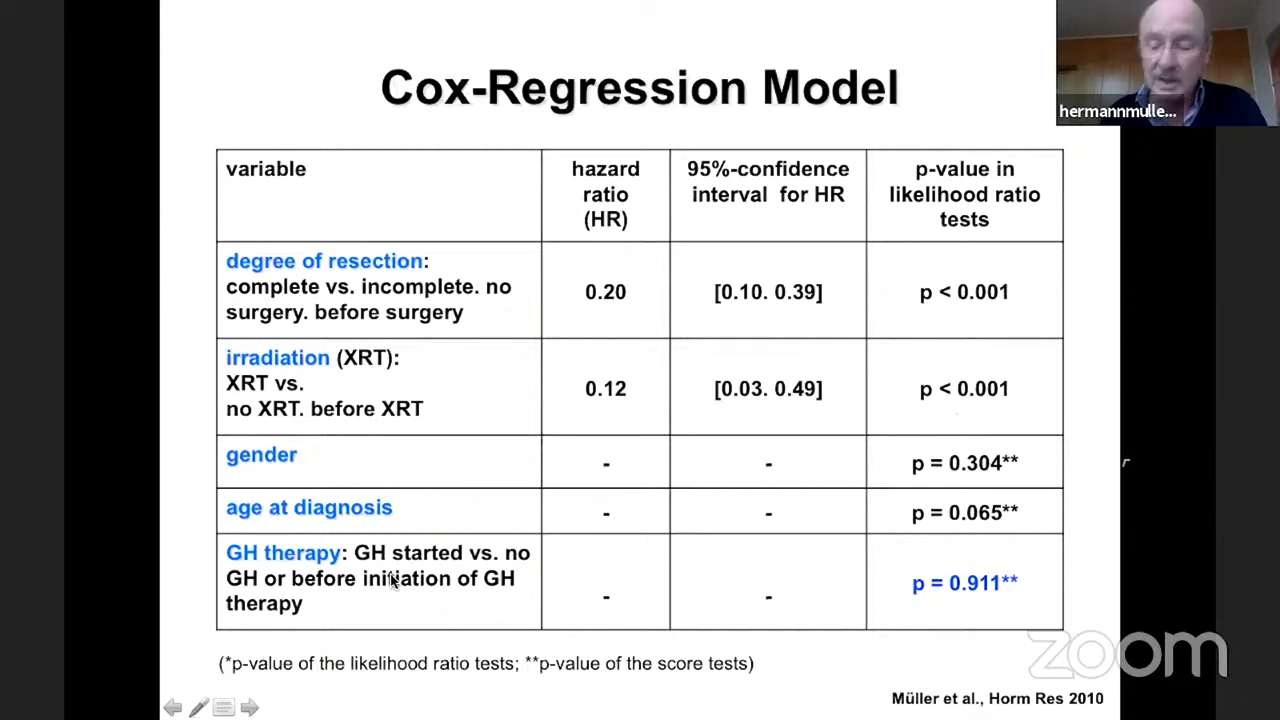 Cox-Regression Model
hermannmulle...
variable
hazard
ratio
(HR)
95%-confidence
interval for HR
p-value in
likelihood ratio
tests
degree of resection:
complete vs. incomplete. no
surgery. before surgery
0.20
[0.10. 0.39]
p < 0.001
irradiation (XRT):
XRT vs.
no XRT. before XRT
0.12
[0.03. 0.49]
p < 0.001
gender
-
-
p = 0.304**
age at diagnosis
-
-
p = 0.065**
GH therapy: GH started vs. no
GH or before initiation of GH
therapy
-
-
p = 0.911**
r
(*p-value of the likelihood ratio tests; **p-value of the score tests)
zoom
Müller et al., Horm Res 2010